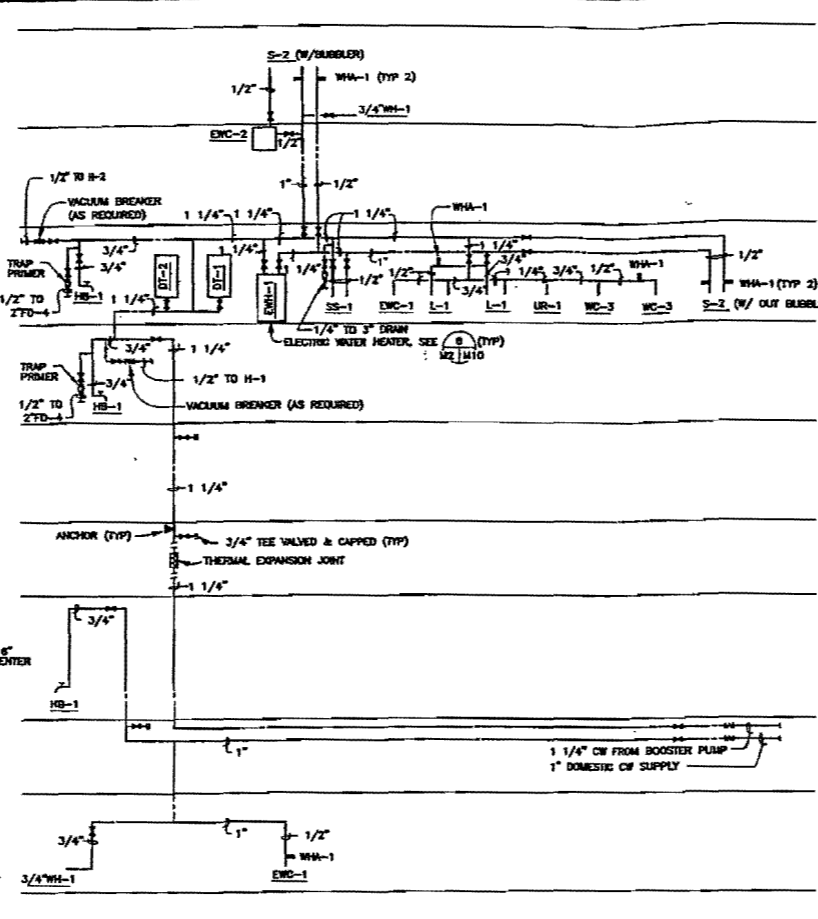 S-2 (W/BUBBLER)
WHA-1 (TYP 2)
1/2"
3/4"WH-1
EWC-2
1/2"
1"
1/2"
1/2" TO H-2
VACUUM BREAKER
(AS REQUIRED)
1 1/4"
1 1/4"
1 1/4"
WHA-1
3/4"
1 1/4"
1"
1 1/4"
1/2"
TRAP
PRIMER
3/4"
DT-2
DT-1
EWH-1
1/4"
1/2"
1/2"
3/4"
3/4"
1 1/4"
3/4"
1/2"
WHA-1
WHA-1 (TYP 2)
1/2" TO
2"FD-4
HB-1
1 1/4"
SS-1
EWC-1
L-1
L-1
UR-1
WC-3
WC-3
S-2 (W/ OUT BUBBL
1/4" TO 3" DRAIN
ELECTRIC WATER HEATER, SEE
6
(TYP)
M2
M10
3/4"
1 1/4"
TRAP
PRIMER
3/4"
1/2" TO H-1
1/2" TO
2"FD-4
HB-1
VACUUM BREAKER (AS REQUIRED)
1 1/4"
ANCHOR (TYP)
3/4" TEE VALVED & CAPPED (TYP)
THERMAL EXPANSION JOINT
1 1/4"
3/4"
6"
ENTER
HB-1
1"
1 1/4" CW FROM BOOSTER PUMP
1" DOMESTIC CW SUPPLY
3/4"
1"
1/2"
WHA-1
3/4"WH-1
EWC-1